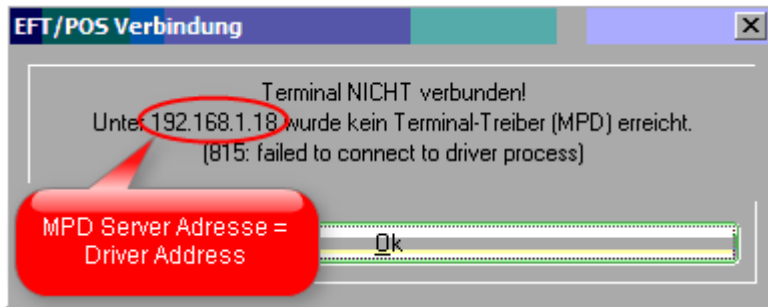 EFT/POS Verbindung
Terminal NICHT verbunden!
Unter 192.168.1.18 wurde kein Terminal-Treiber (MPD) erreicht.
(815: failed to connect to driver process)
MPD Server Adresse =
Driver Address
Ok